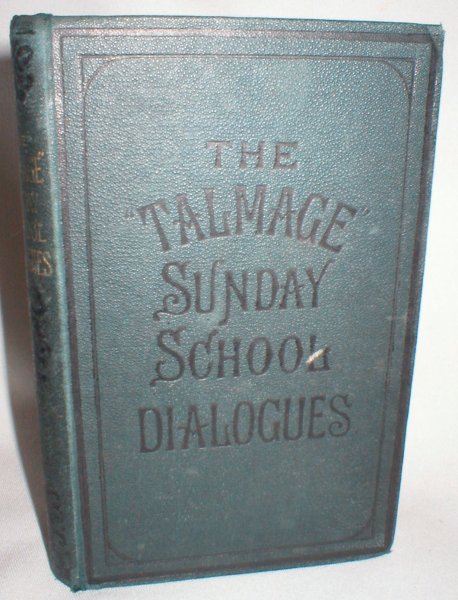 THE
"TALMAGE"
SUNDAY
SCHOOL
DIALOGUES